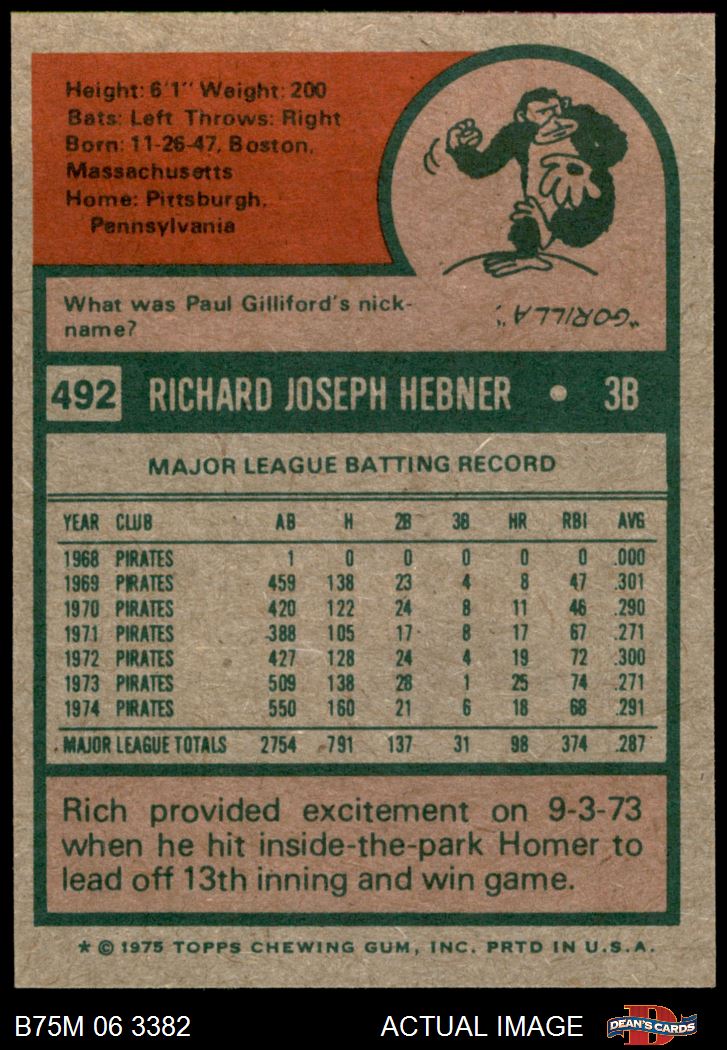 Height: 6'1" Weight: 200
Bats: Left Throws: Right
Born: 11-26-47, Boston,
Massachusetts
Home: Pittsburgh,
Pennsylvania
What was Paul Gilliford's nick-
name?
"GORILLA".
492 RICHARD JOSEPH HEBNER • 3B
MAJOR LEAGUE BATTING RECORD
YEAR CLUB AB H 2B 3B HR RBI AVG
1968 PIRATES 1 0 0 0 0 0 .000
1969 PIRATES 459 138 23 4 8 47 .301
1970 PIRATES 420 122 24 8 11 46 .290
1971 PIRATES 388 105 17 8 17 67 .271
1972 PIRATES 427 128 24 4 19 72 .300
1973 PIRATES 509 138 28 1 25 74 .271
1974 PIRATES 550 160 21 6 18 68 .291
MAJOR LEAGUE TOTALS 2754 791 137 31 98 374 .287
Rich provided excitement on 9-3-73
when he hit inside-the-park Homer to
lead off 13th inning and win game.
* © 1975 TOPPS CHEWING GUM, INC. PRTD IN U.S.A.
B75M 06 3382 ACTUAL IMAGE DEAN'S CARDS